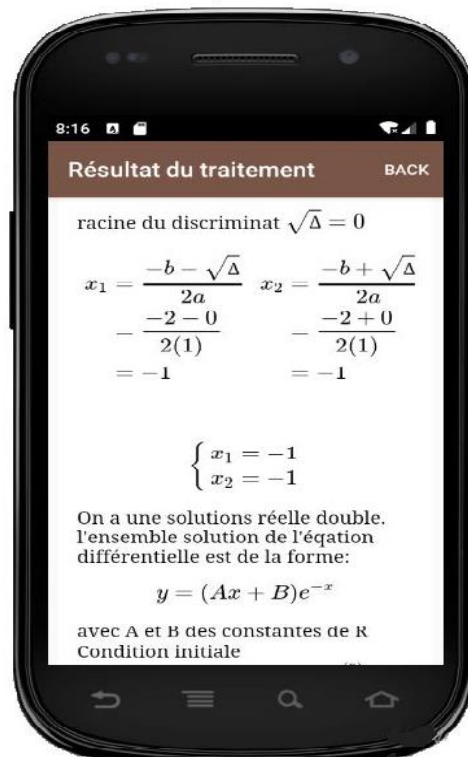 8:16
Résultat du traitement BACK
racine du discriminat √Δ = 0
x₁ = (-b - √Δ)/2a    x₂ = (-b + √Δ)/2a
- (-2 - 0)/2(1)    - (-2 + 0)/2(1)
= -1    = -1
{ x₁ = -1
x₂ = -1
On a une solutions réelle double.
l'ensemble solution de l'éqation
différentielle est de la forme:
y = (Ax + B)e⁻ˣ
avec A et B des constantes de R
Condition initiale